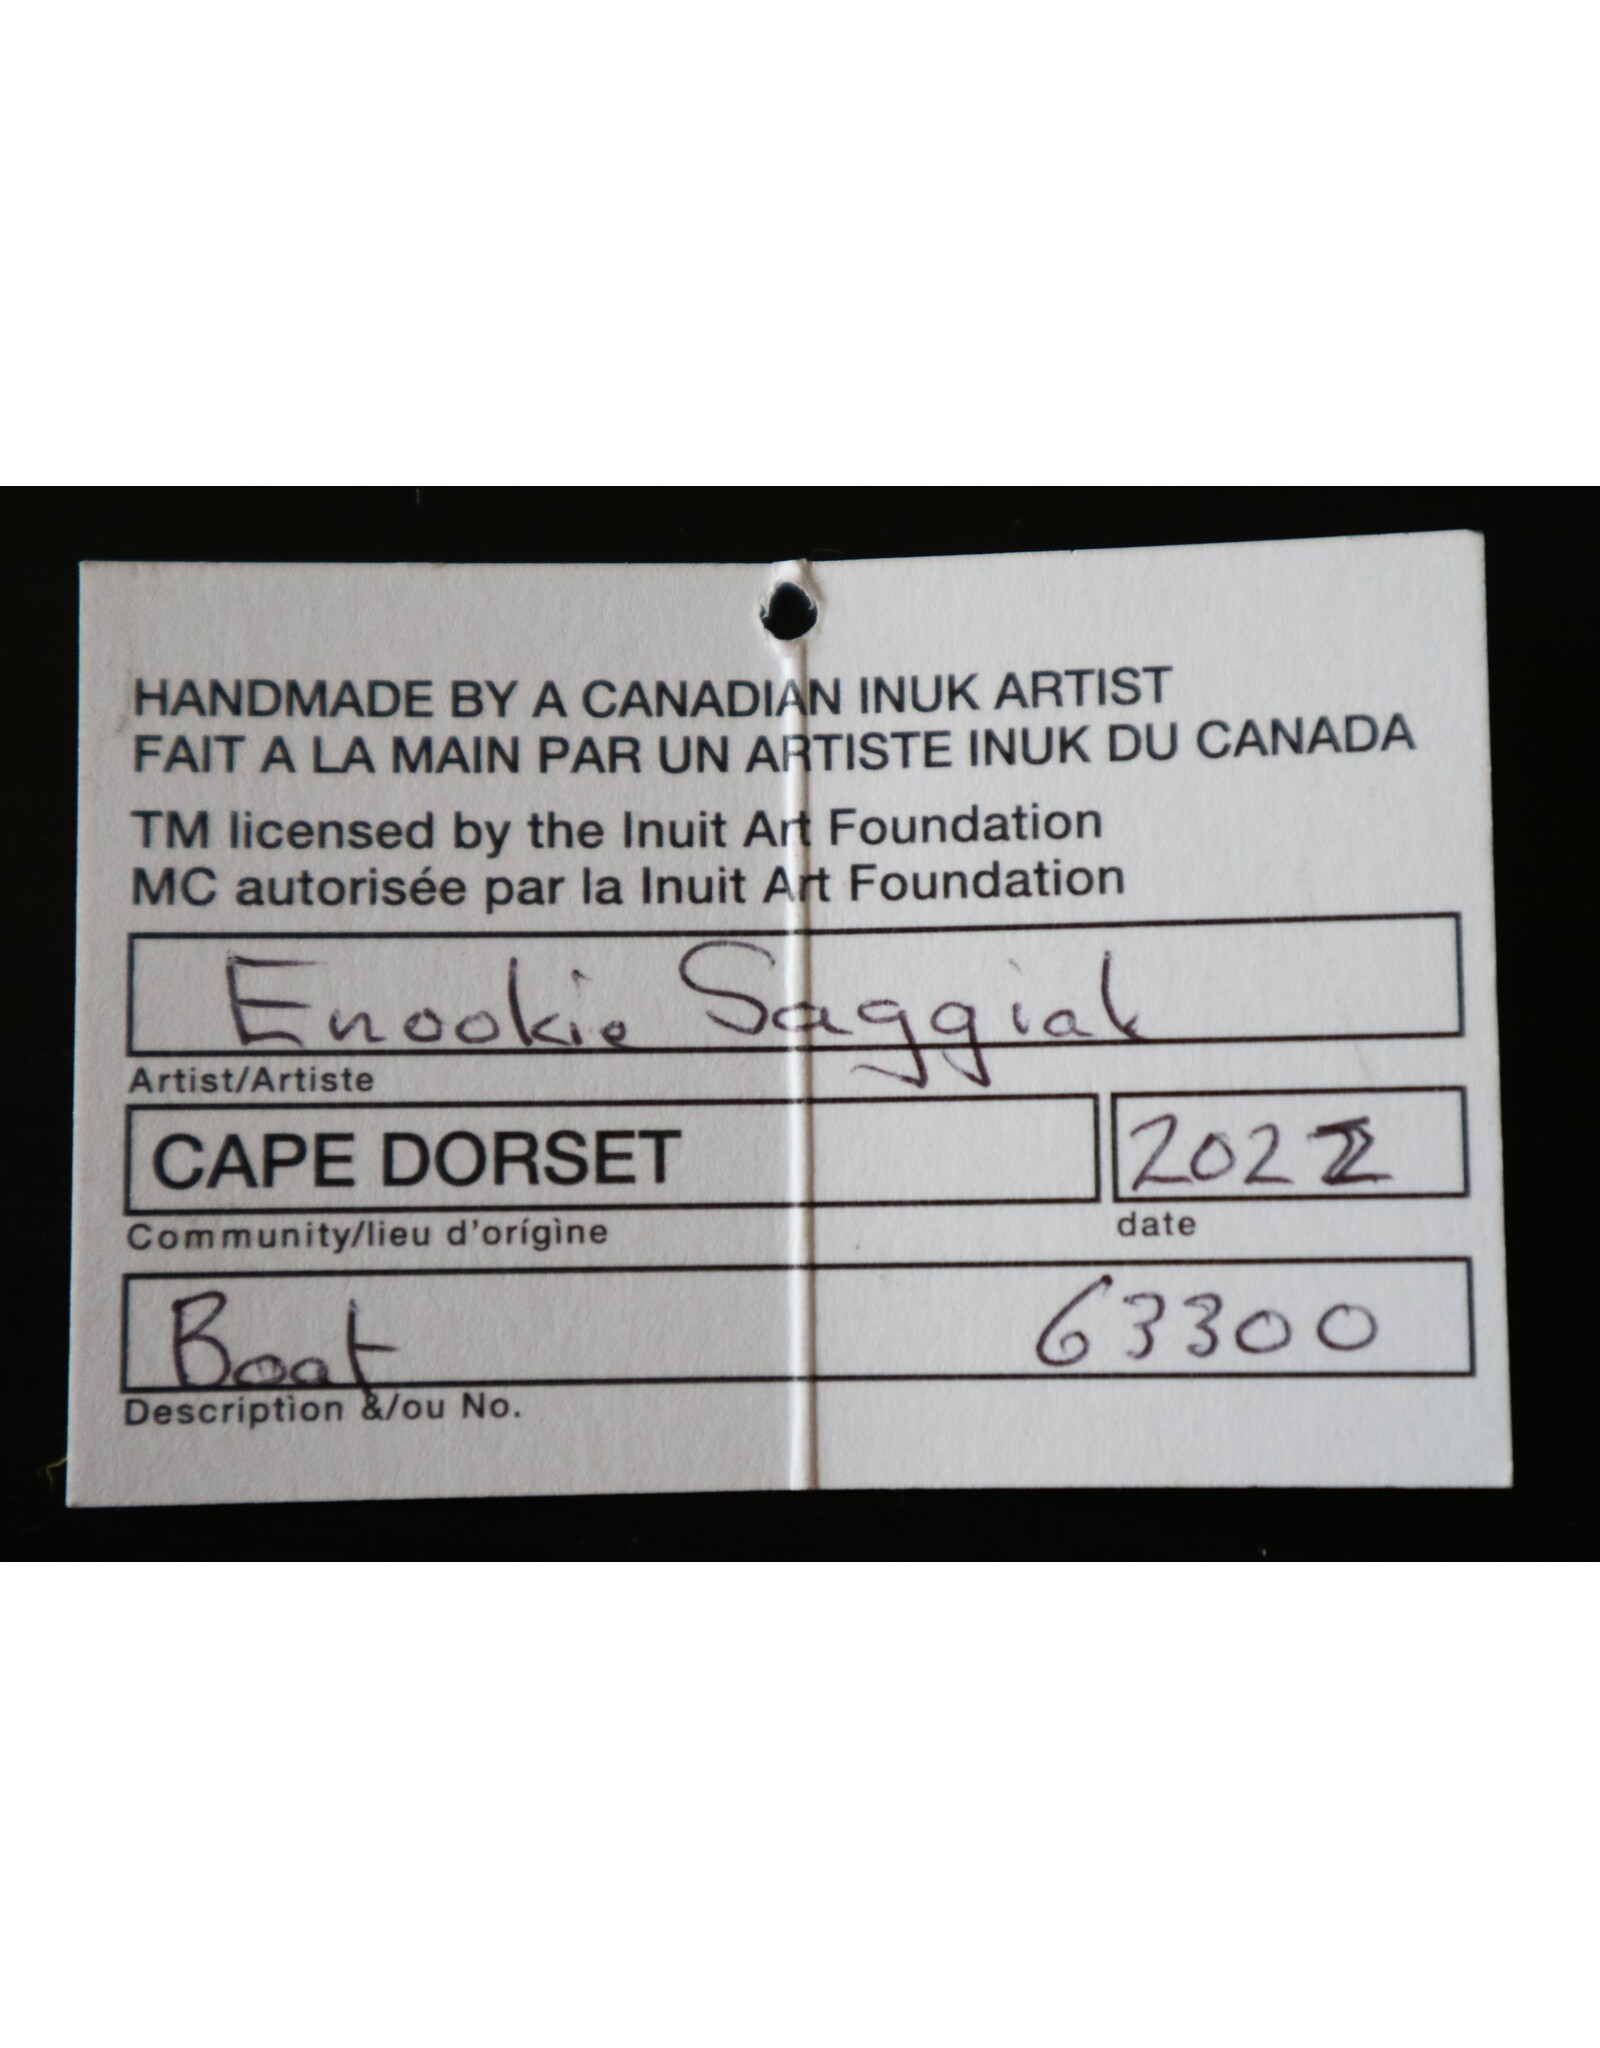 HANDMADE BY A CANADIAN INUK ARTIST
FAIT A LA MAIN PAR UN ARTISTE INUK DU CANADA
TM licensed by the Inuit Art Foundation
MC autorisée par la Inuit Art Foundation
Enookie Saggiak
Artist/Artiste
CAPE DORSET 2022
Community/lieu d'orígìne date
Boat 63300
Descriptìon &/ou No.